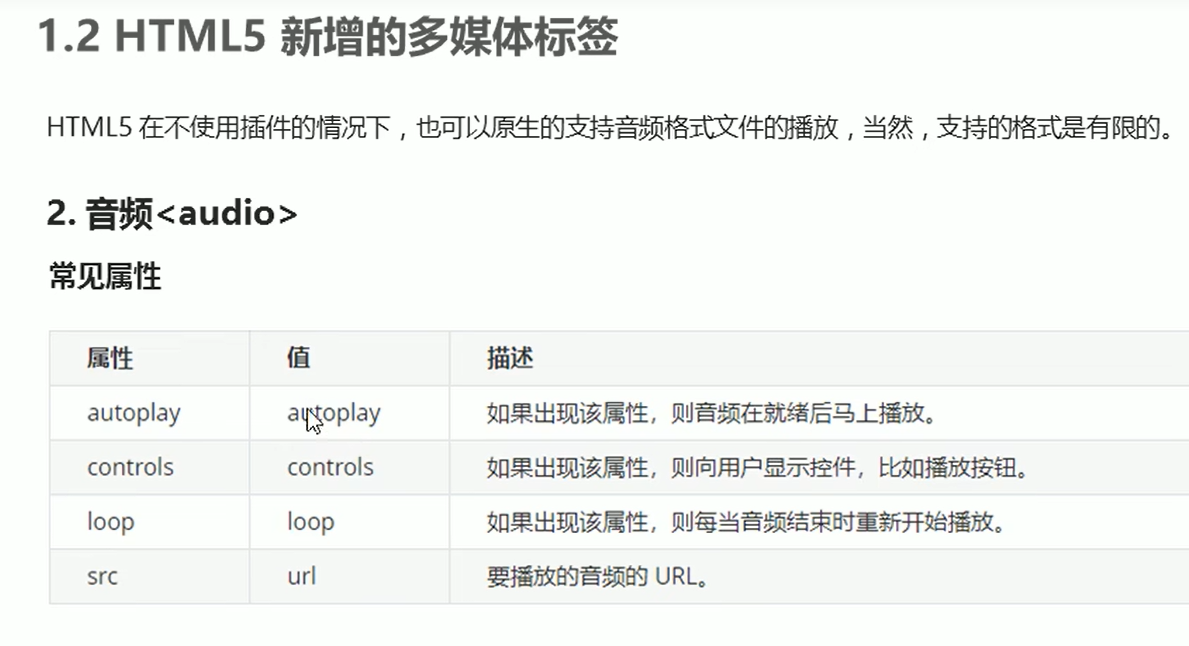 1.2 HTML5 新增的多媒体标签
HTML5 在不使用插件的情况下，也可以原生的支持音频格式文件的播放，当然，支持的格式是有限的。
2. 音频<audio>
常见属性
属性 值 描述
autoplay autoplay 如果出现该属性，则音频在就绪后马上播放。
controls controls 如果出现该属性，则向用户显示控件，比如播放按钮。
loop loop 如果出现该属性，则每当音频结束时重新开始播放。
src url 要播放的音频的 URL。